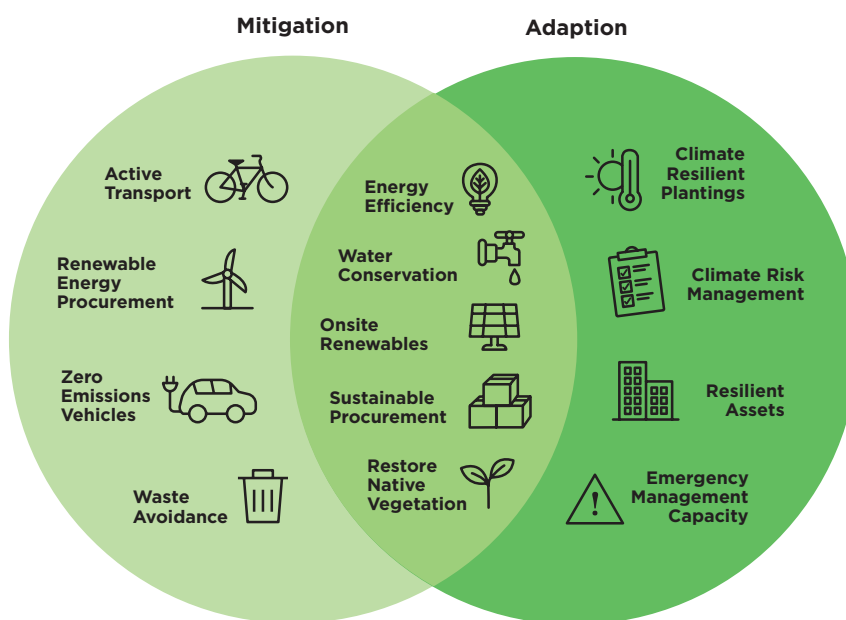 Mitigation
Adaption
Active
Transport
Renewable
Energy
Procurement
Zero
Emissions
Vehicles
Waste
Avoidance
Energy
Efficiency
Water
Conservation
Onsite
Renewables
Sustainable
Procurement
Restore
Native
Vegetation
Climate
Resilient
Plantings
Climate Risk
Management
Resilient
Assets
!
Emergency
Management
Capacity